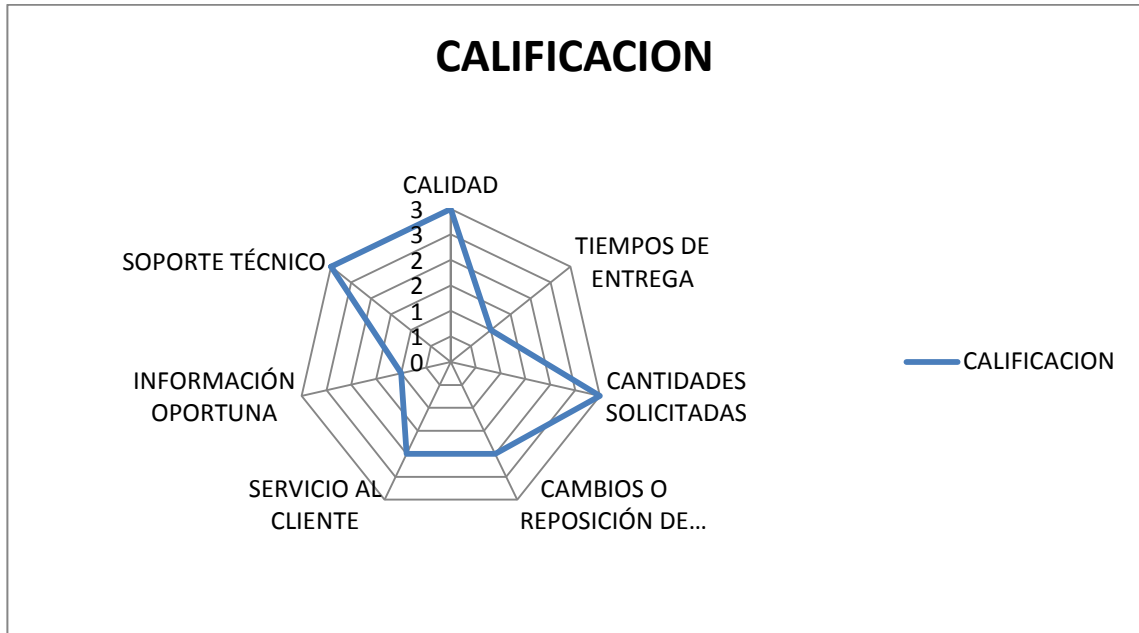 CALIFICACION
CALIDAD
3
3
2
2
1
1
0
TIEMPOS DE
ENTREGA
CANTIDADES
SOLICITADAS
CAMBIOS O
REPOSICIÓN DE...
SERVICIO AL
CLIENTE
INFORMACIÓN
OPORTUNA
SOPORTE TÉCNICO
CALIFICACION